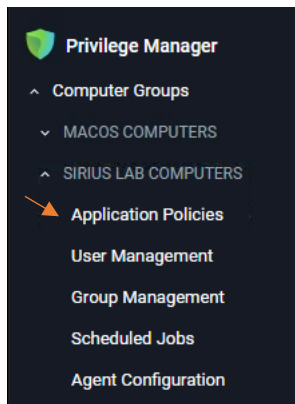 Privilege Manager
Computer Groups
MACOS COMPUTERS
SIRIUS LAB COMPUTERS
Application Policies
User Management
Group Management
Scheduled Jobs
Agent Configuration